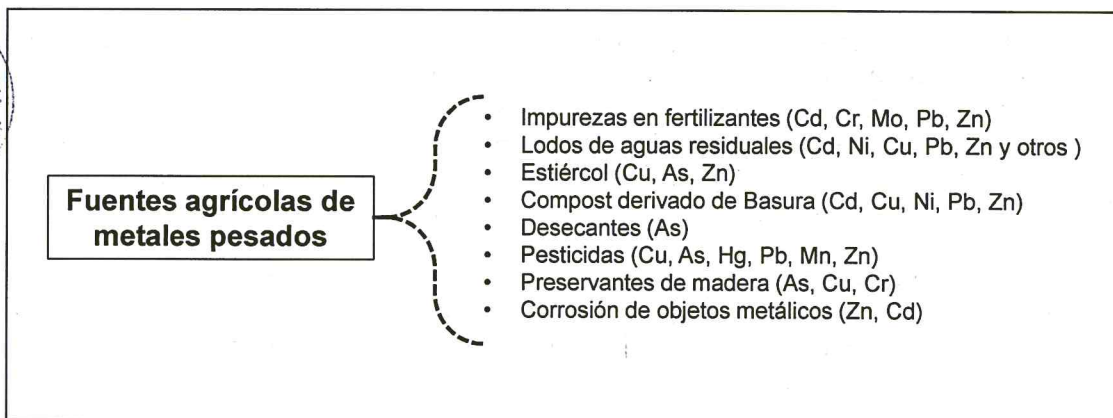 Fuentes agrícolas de
metales pesados
• Impurezas en fertilizantes (Cd, Cr, Mo, Pb, Zn)
• Lodos de aguas residuales (Cd, Ni, Cu, Pb, Zn y otros )
• Estiércol (Cu, As, Zn)
• Compost derivado de Basura (Cd, Cu, Ni, Pb, Zn)
• Desecantes (As)
• Pesticidas (Cu, As, Hg, Pb, Mn, Zn)
• Preservantes de madera (As, Cu, Cr)
• Corrosión de objetos metálicos (Zn, Cd)